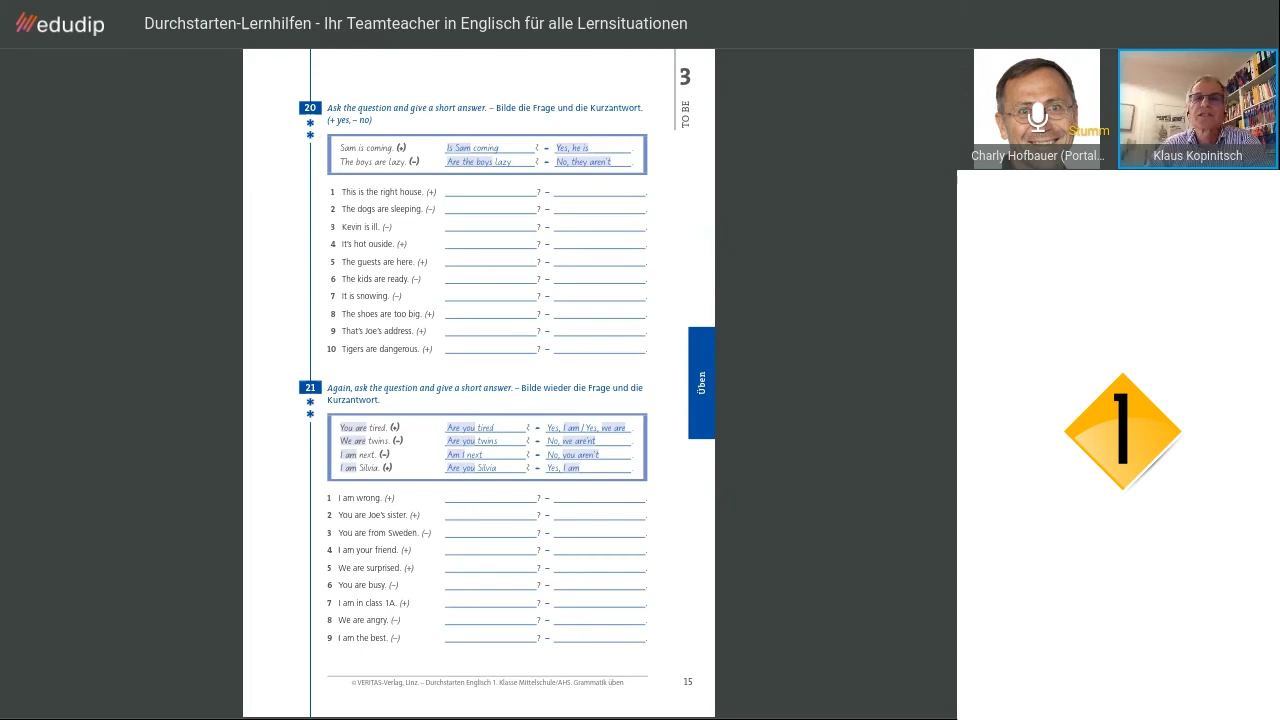 edudip
Durchstarten-Lernhilfen - Ihr Teamteacher in Englisch für alle Lernsituationen
3
TO BE
20 Ask the question and give a short answer. – Bilde die Frage und die Kurzantwort.
(+ yes, – no)
Sam is coming. (+) Is Sam coming ? – Yes, he is .
The boys are lazy. (–) Are the boys lazy ? – No, they aren't .
1 This is the right house. (+) ? – .
2 The dogs are sleeping. (–) ? – .
3 Kevin is ill. (–) ? – .
4 It's hot ouside. (+) ? – .
5 The guests are here. (+) ? – .
6 The kids are ready. (–) ? – .
7 It is snowing. (–) ? – .
8 The shoes are too big. (+) ? – .
9 That's Joe's address. (+) ? – .
10 Tigers are dangerous. (+) ? – .
Üben
21 Again, ask the question and give a short answer. – Bilde wieder die Frage und die
Kurzantwort.
You are tired. (+) Are you tired ? – Yes, I am / Yes, we are .
We are twins. (–) Are you twins ? – No, we are'nt .
I am next. (–) Am I next ? – No, you aren't .
I am Silvia. (+) Are you Silvia ? – Yes, I am .
1 I am wrong. (+) ? – .
2 You are Joe's sister. (+) ? – .
3 You are from Sweden. (–) ? – .
4 I am your friend. (+) ? – .
5 We are surprised. (+) ? – .
6 You are busy. (–) ? – .
7 I am in class 1A. (+) ? – .
8 We are angry. (–) ? – .
9 I am the best. (–) ? – .
© VERITAS-Verlag, Linz. – Durchstarten Englisch 1. Klasse Mittelschule/AHS. Grammatik üben
15
Stumm
Charly Hofbauer (Portal...
Klaus Kopinitsch
1